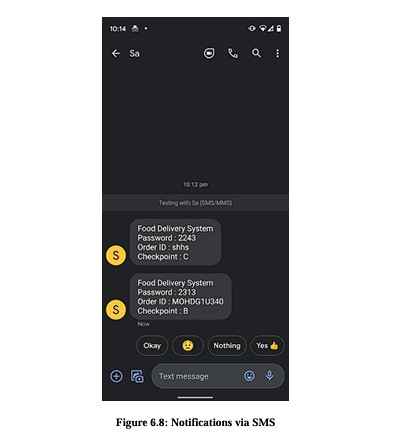 10:14
Sa
10:12 pm
Texting with Sa (SMS/MMS)
Food Delivery System
Password : 2243
Order ID : shhs
Checkpoint : C
S
Food Delivery System
Password : 2313
Order ID : MOHDG1U340
Checkpoint : B
S
Now
Okay
Nothing
Yes 👍
Text message
Figure 6.8: Notifications via SMS